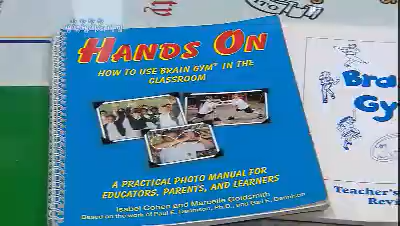 HANDS ON
HOW TO USE BRAIN GYM® IN THE
CLASSROOM
A PRACTICAL PHOTO MANUAL FOR
EDUCATORS, PARENTS, AND LEARNERS
Isabel Cohen and Marcelle Goldsmith
Based on the work of Paul E. Dennison, Ph.D., and Gail E. Dennison
Bra
Gy
Teacher's
Revi